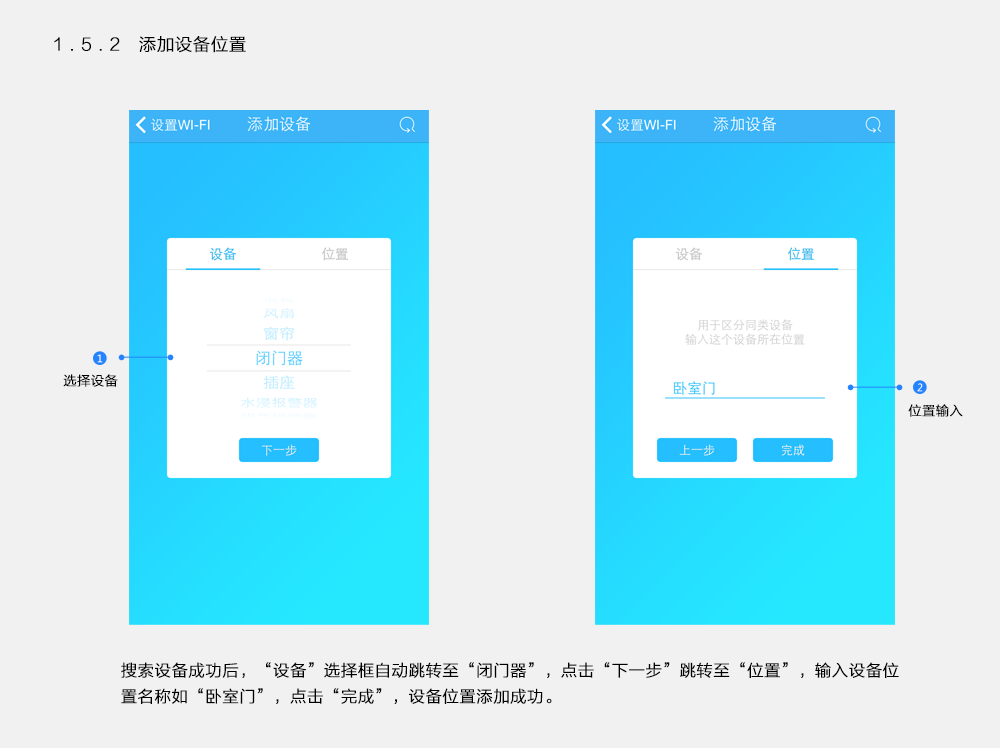 1.5.2 添加设备位置
设置WI-FI 添加设备
设备 位置
风扇
窗帘
闭门器
插座
水浸报警器
下一步
1
选择设备
设置WI-FI 添加设备
设备 位置
用于区分同类设备
输入这个设备所在位置
卧室门
上一步 完成
2
位置输入
搜索设备成功后，“设备”选择框自动跳转至“闭门器”，点击“下一步”跳转至“位置”，输入设备位
置名称如“卧室门”，点击“完成”，设备位置添加成功。